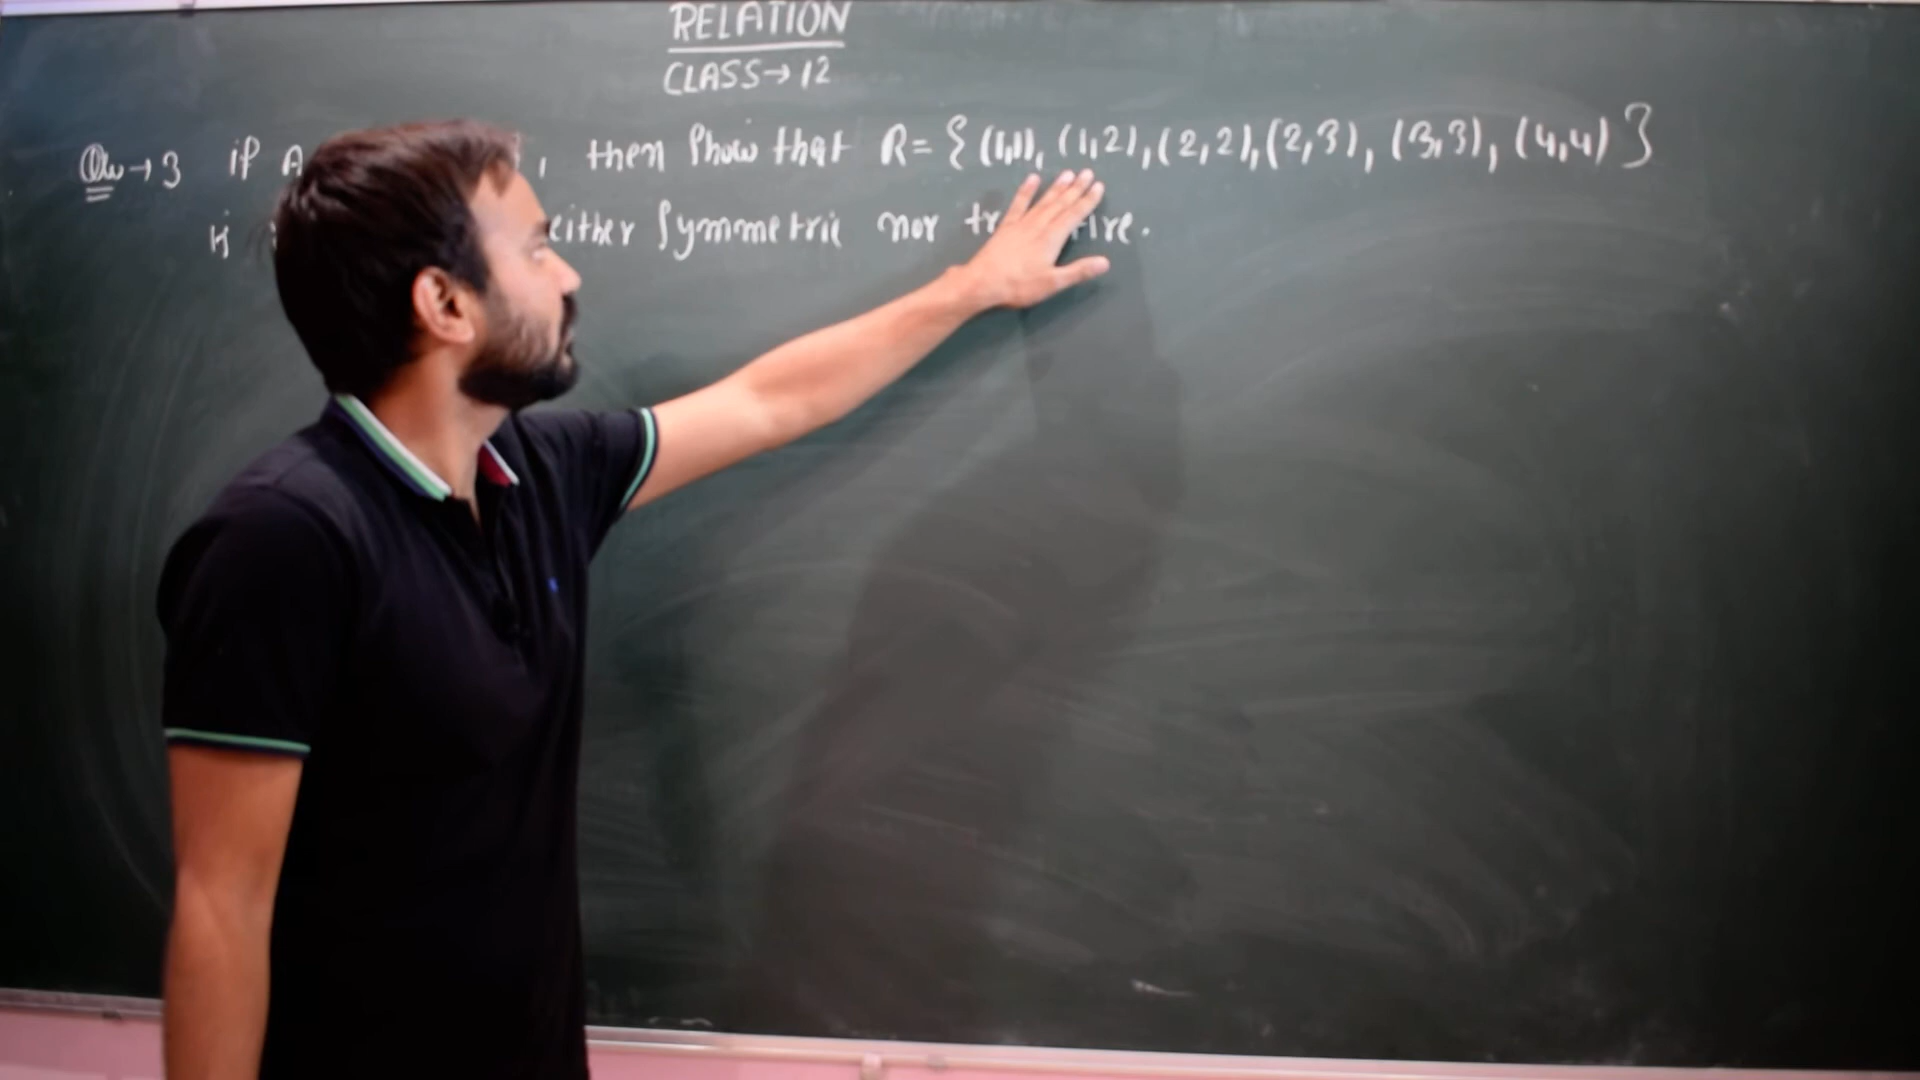 RELATION
CLASS→12
Qu→3 if A , then Show that R= { (1,1), (1,2), (2,2), (2,3), (3,3), (4,4) }
is either Symmetric nor